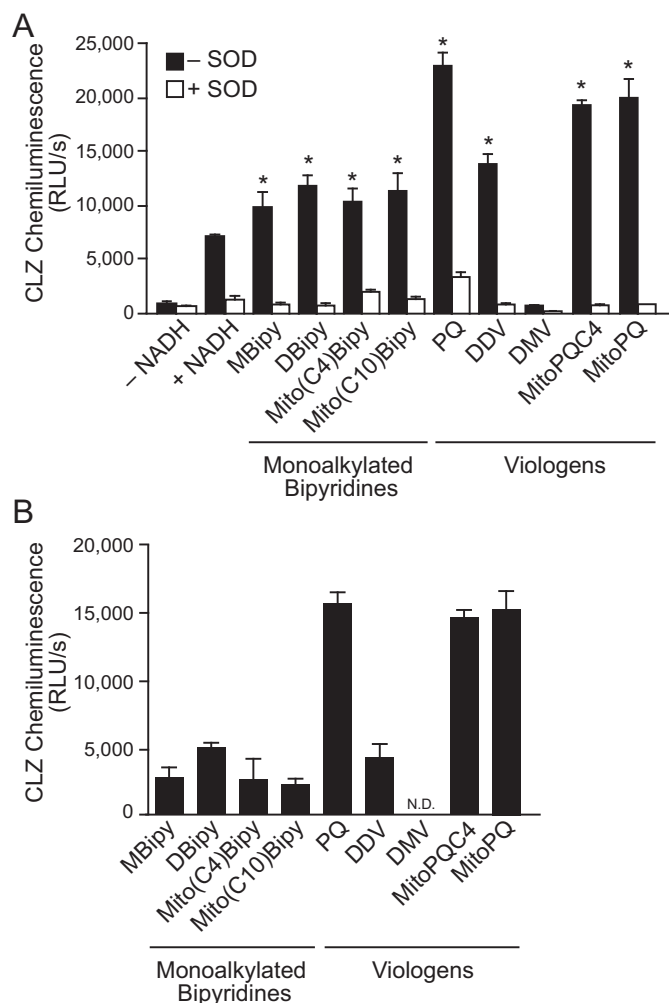 A
CLZ Chemiluminescence
(RLU/s)
25,000
20,000
15,000
10,000
5,000
0
– SOD
+ SOD
*
*
*
*
*
*
*
*
– NADH
+ NADH
MBipy
DBipy
Mito(C4)Bipy
Mito(C10)Bipy
PQ
DDV
DMV
MitoPQC4
MitoPQ
Monoalkylated
Bipyridines
Viologens
B
CLZ Chemiluminescence
(RLU/s)
20,000
15,000
10,000
5,000
0
N.D.
MBipy
DBipy
Mito(C4)Bipy
Mito(C10)Bipy
PQ
DDV
DMV
MitoPQC4
MitoPQ
Monoalkylated
Bipyridines
Viologens